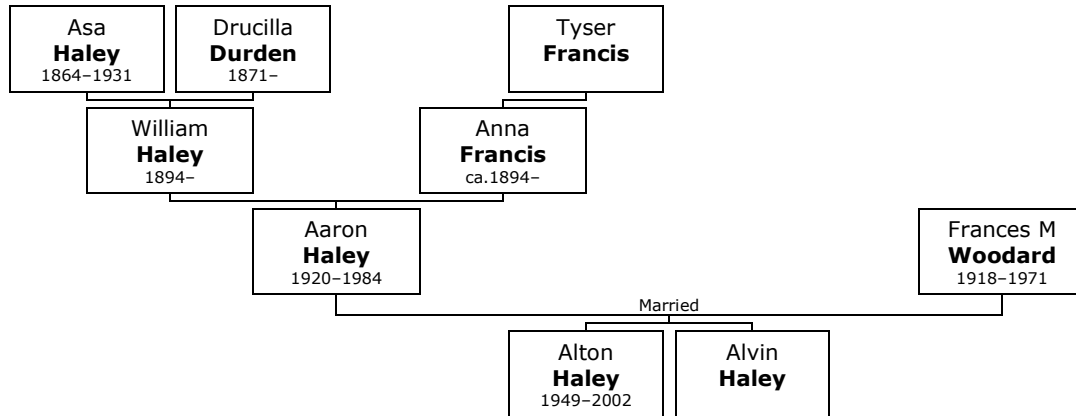 Asa
Haley
1864–1931
Drucilla
Durden
1871–
Tyser
Francis
William
Haley
1894–
Anna
Francis
ca.1894–
Aaron
Haley
1920–1984
Frances M
Woodard
1918–1971
Married
Alton
Haley
1949–2002
Alvin
Haley